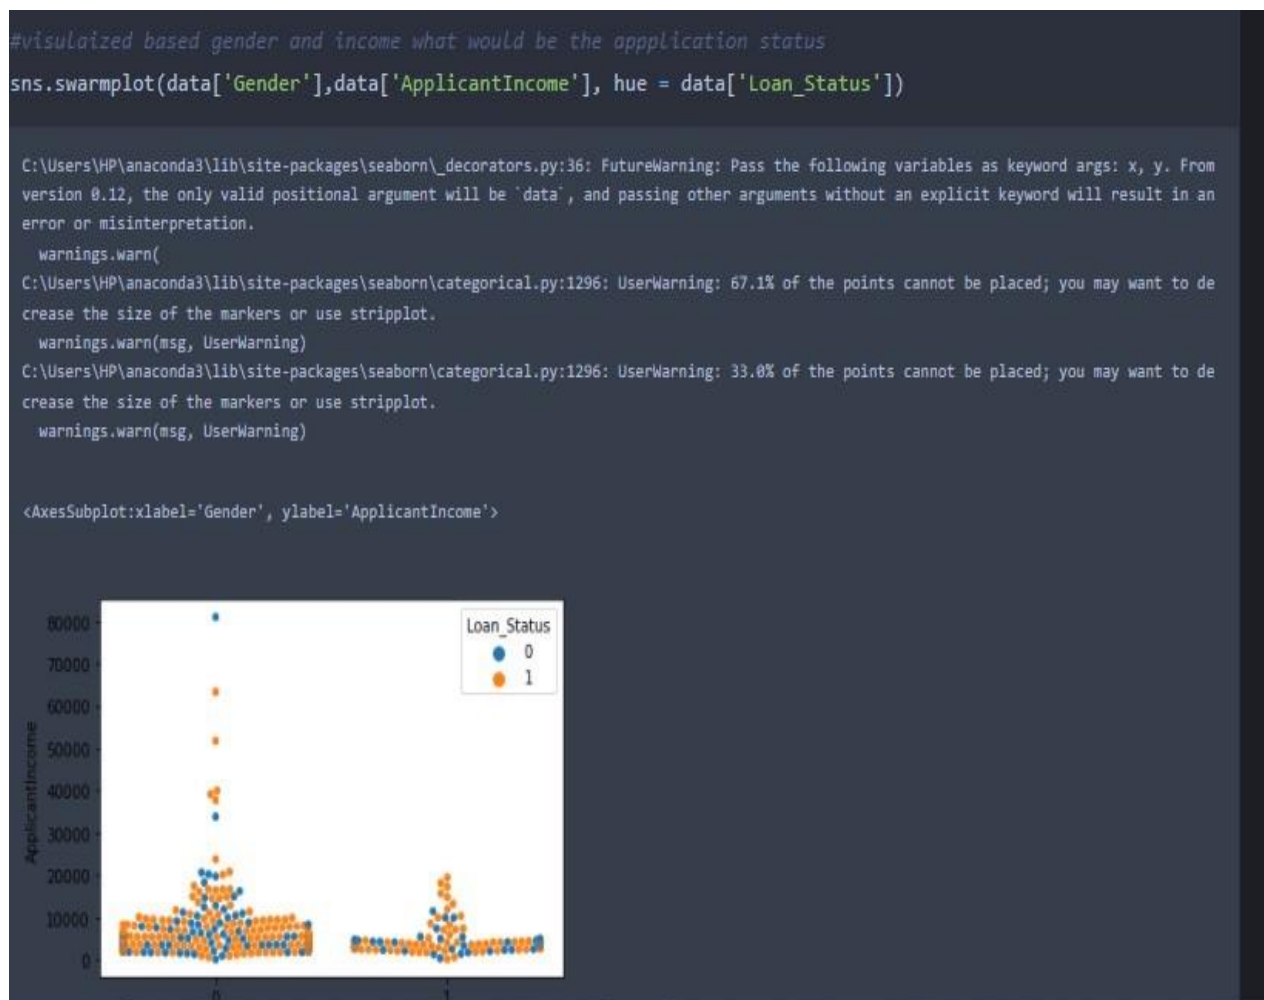 #visulaized based gender and income what would be the appplication status
sns.swarmplot(data['Gender'],data['ApplicantIncome'], hue = data['Loan_Status'])
C:\Users\HP\anaconda3\lib\site-packages\seaborn\_decorators.py:36: FutureWarning: Pass the following variables as keyword args: x, y. From
version 0.12, the only valid positional argument will be `data`, and passing other arguments without an explicit keyword will result in an
error or misinterpretation.
warnings.warn(
C:\Users\HP\anaconda3\lib\site-packages\seaborn\categorical.py:1296: UserWarning: 67.1% of the points cannot be placed; you may want to de
crease the size of the markers or use stripplot.
warnings.warn(msg, UserWarning)
C:\Users\HP\anaconda3\lib\site-packages\seaborn\categorical.py:1296: UserWarning: 33.0% of the points cannot be placed; you may want to de
crease the size of the markers or use stripplot.
warnings.warn(msg, UserWarning)
<AxesSubplot:xlabel='Gender', ylabel='ApplicantIncome'>
Loan_Status
0
1
80000
70000
60000
50000
40000
30000
20000
10000
0
ApplicantIncome
0
1